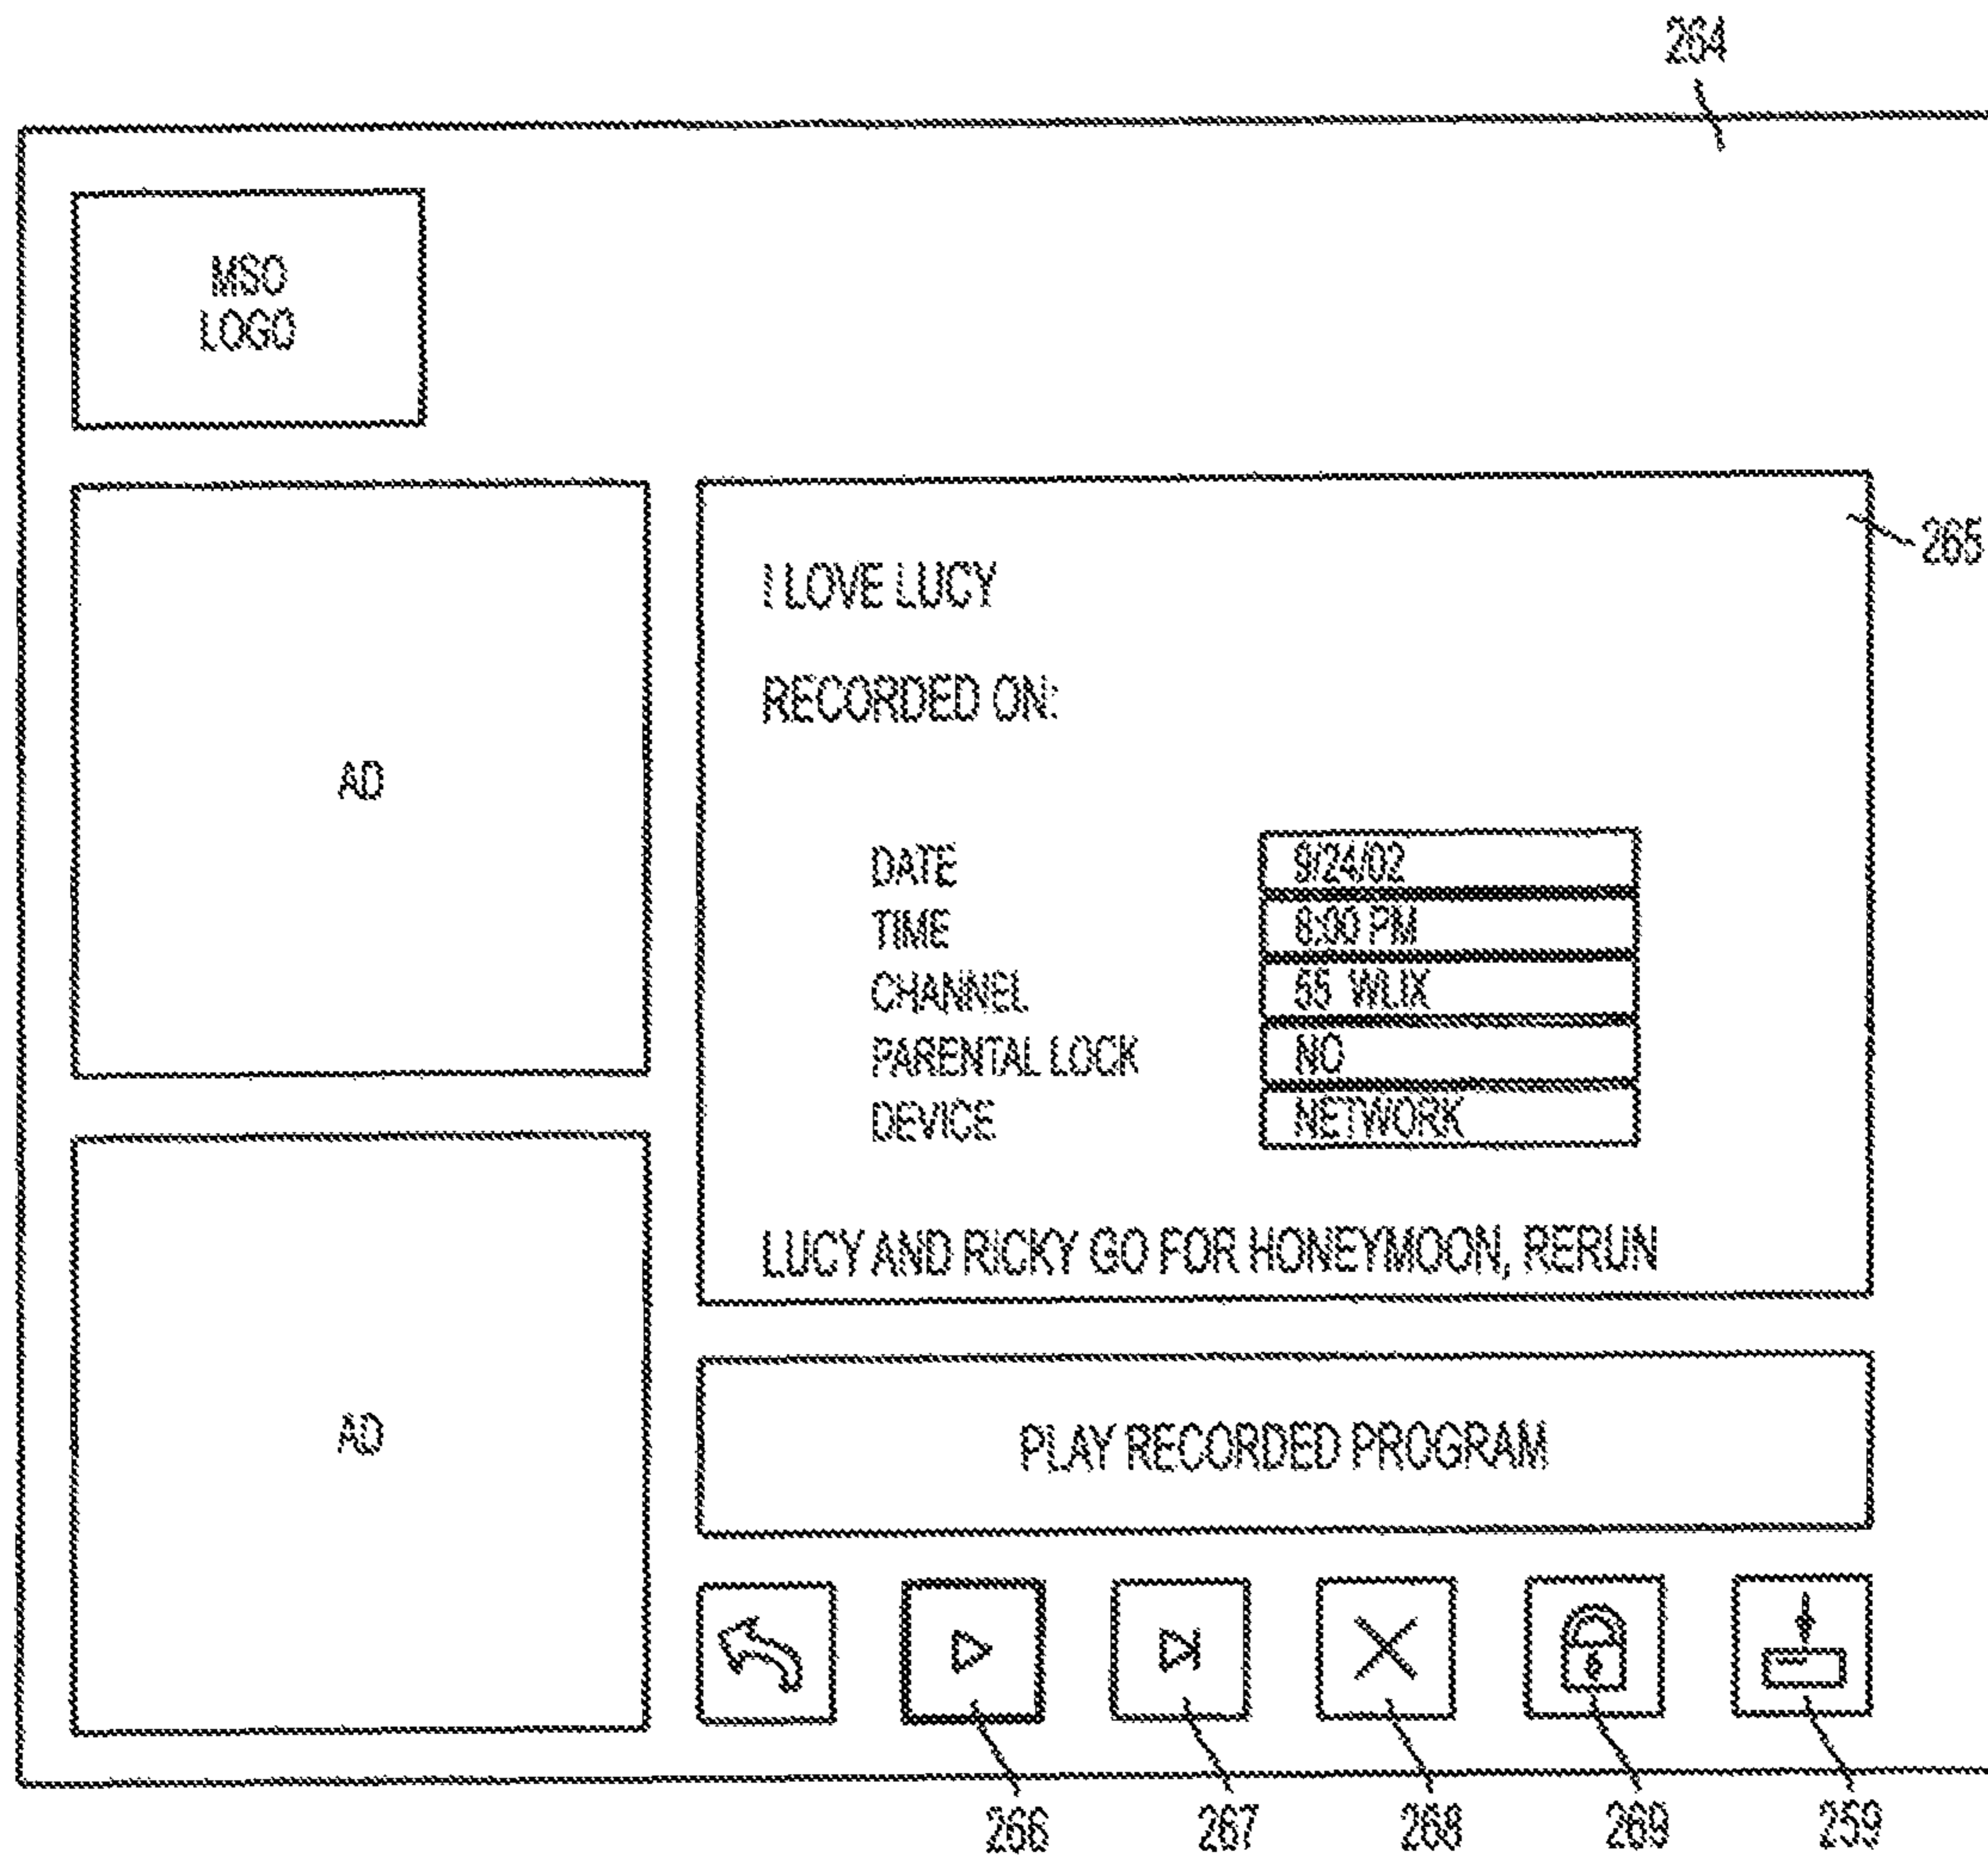 264
MSO
LOGO
265
I LOVE LUCY
RECORDED ON:
AD
DATE 9/24/02
TIME 8:00 PM
CHANNEL 55 WLIX
PARENTAL LOCK NO
DEVICE NETWORK
LUCY AND RICKY GO FOR HONEYMOON, RERUN
AD
PLAY RECORDED PROGRAM
266 267 268 269 259